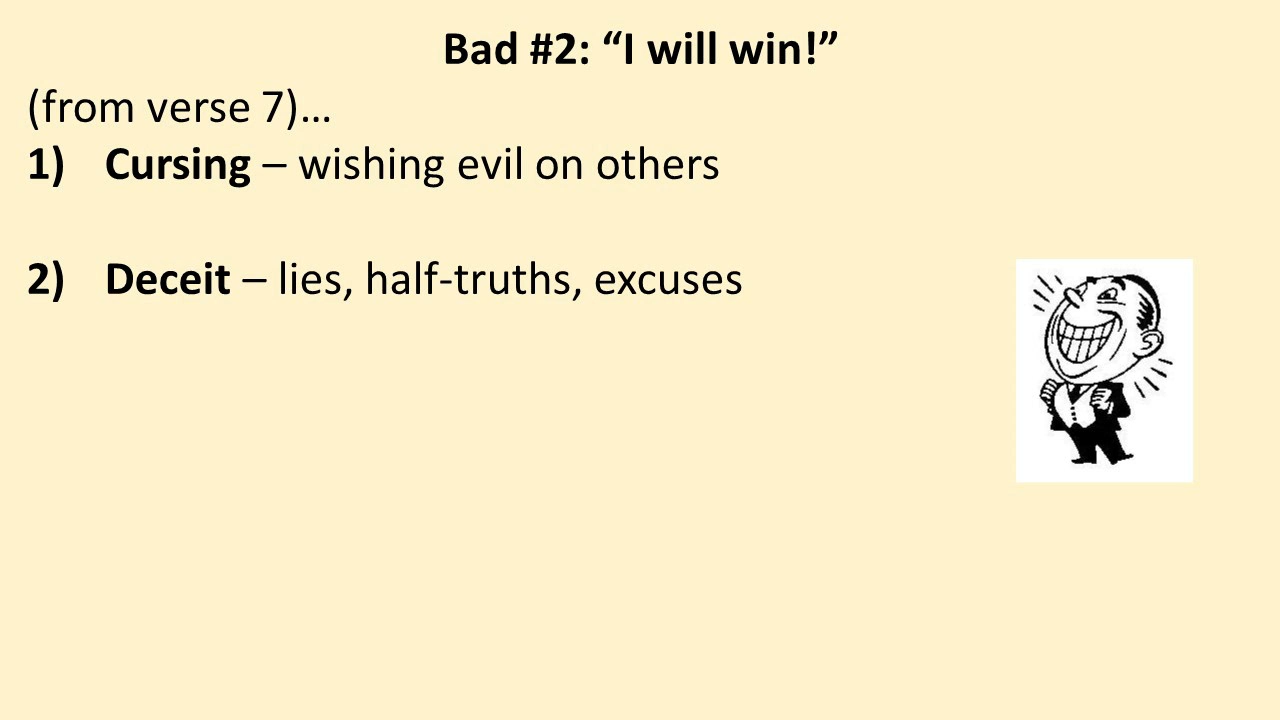 Bad #2: “I will win!”
(from verse 7)…
1) Cursing – wishing evil on others
2) Deceit – lies, half-truths, excuses